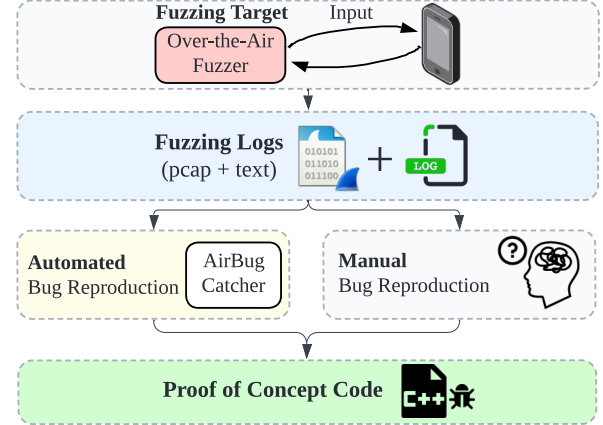 Fuzzing Target
Input
Over-the-Air
Fuzzer
Fuzzing Logs
(pcap + text)
010101
011010
011100
+
LOG
Automated
Bug Reproduction
AirBug
Catcher
Manual
Bug Reproduction
?
Proof of Concept Code
C++